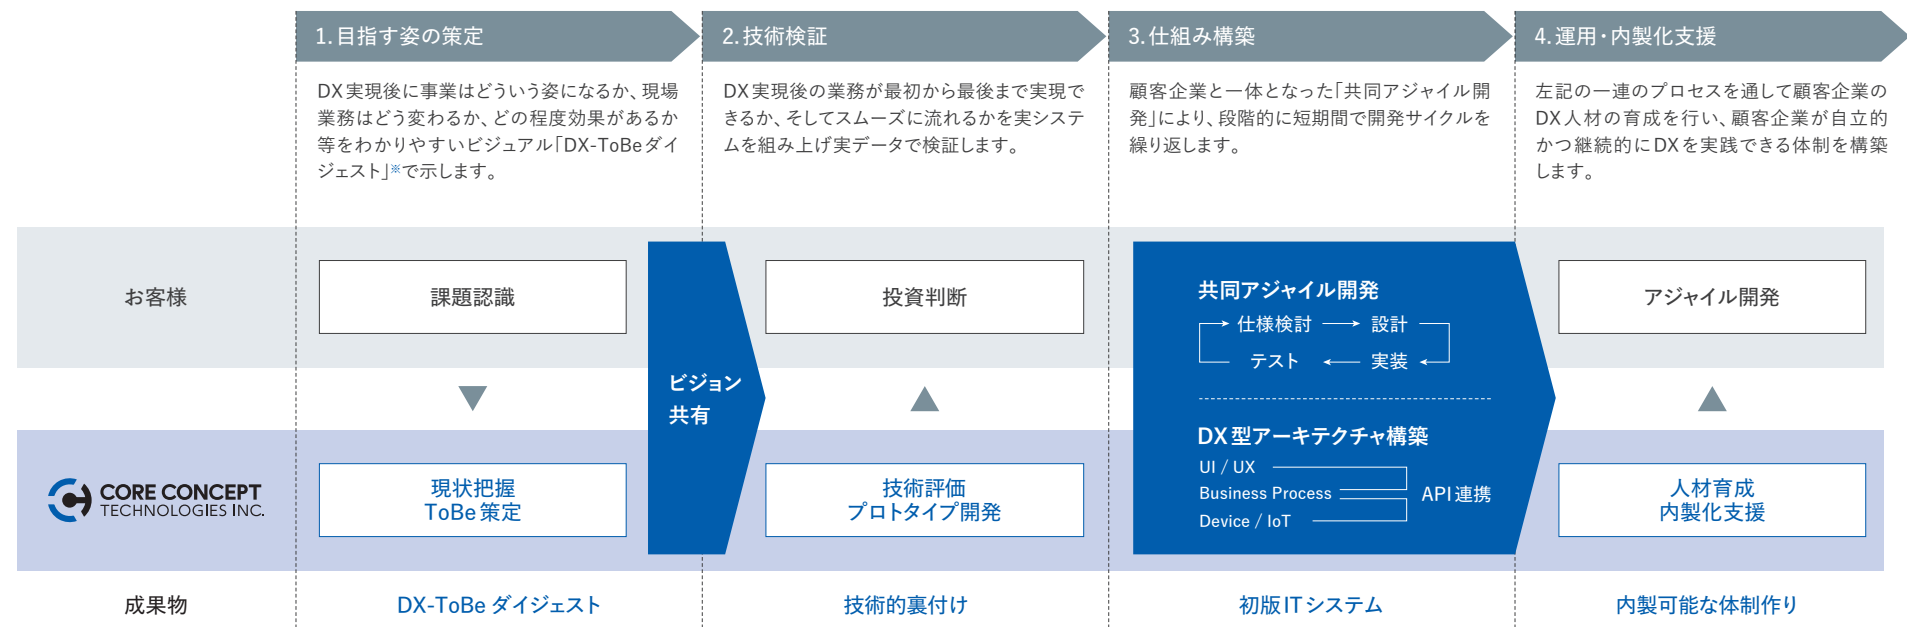 1.目指す姿の策定
2.技術検証
3.仕組み構築
4.運用・内製化支援
DX実現後に事業はどういう姿になるか、現場
業務はどう変わるか、どの程度効果があるか
等をわかりやすいビジュアル「DX-ToBeダイ
ジェスト」※で示します。
DX実現後の業務が最初から最後まで実現で
きるか、そしてスムーズに流れるかを実システ
ムを組み上げ実データで検証します。
顧客企業と一体となった「共同アジャイル開
発」により、段階的に短期間で開発サイクルを
繰り返します。
左記の一連のプロセスを通して顧客企業の
DX人材の育成を行い、顧客企業が自立的
かつ継続的にDXを実践できる体制を構築
します。
お客様
課題認識
投資判断
共同アジャイル開発
仕様検討
設計
テスト
実装
アジャイル開発
ビジョン
共有
DX型アーキテクチャ構築
UI / UX
Business Process
Device / IoT
API連携
CORE CONCEPT
TECHNOLOGIES INC.
現状把握
ToBe策定
技術評価
プロトタイプ開発
人材育成
内製化支援
成果物
DX-ToBe ダイジェスト
技術的裏付け
初版ITシステム
内製可能な体制作り